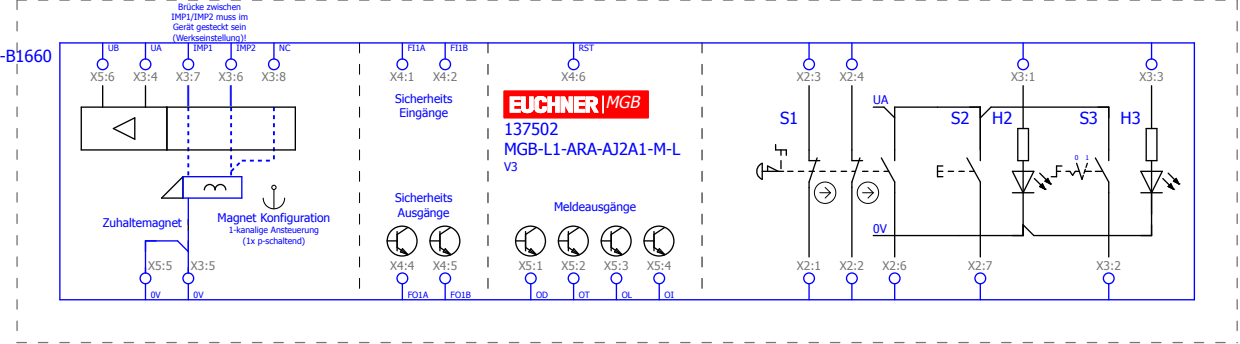 Brücke zwischen
IMP1/IMP2 muss im
Gerät gesteckt sein
(Werkseinstellung)!
-B1660
UB UA IMP1 IMP2 NC FI1A FI1B RST
X5:6 X3:4 X3:7 X3:6 X3:8 X4:1 X4:2 X4:6 X2:3 X2:4 X3:1 X3:3
Sicherheits
Eingänge
EUCHNER MGB
137502
MGB-L1-ARA-AJ2A1-M-L
V3
UA
S1 S2 H2 S3 H3
0 1
Zuhaltemagnet
Magnet Konfiguration
1-kanalige Ansteuerung
(1x p-schaltend)
Sicherheits
Ausgänge
Meldeausgänge
0V
X5:5 X3:5 X4:4 X4:5 X5:1 X5:2 X5:3 X5:4 X2:1 X2:2 X2:6 X2:7 X3:2
0V 0V FO1A FO1B OD OT OL OI